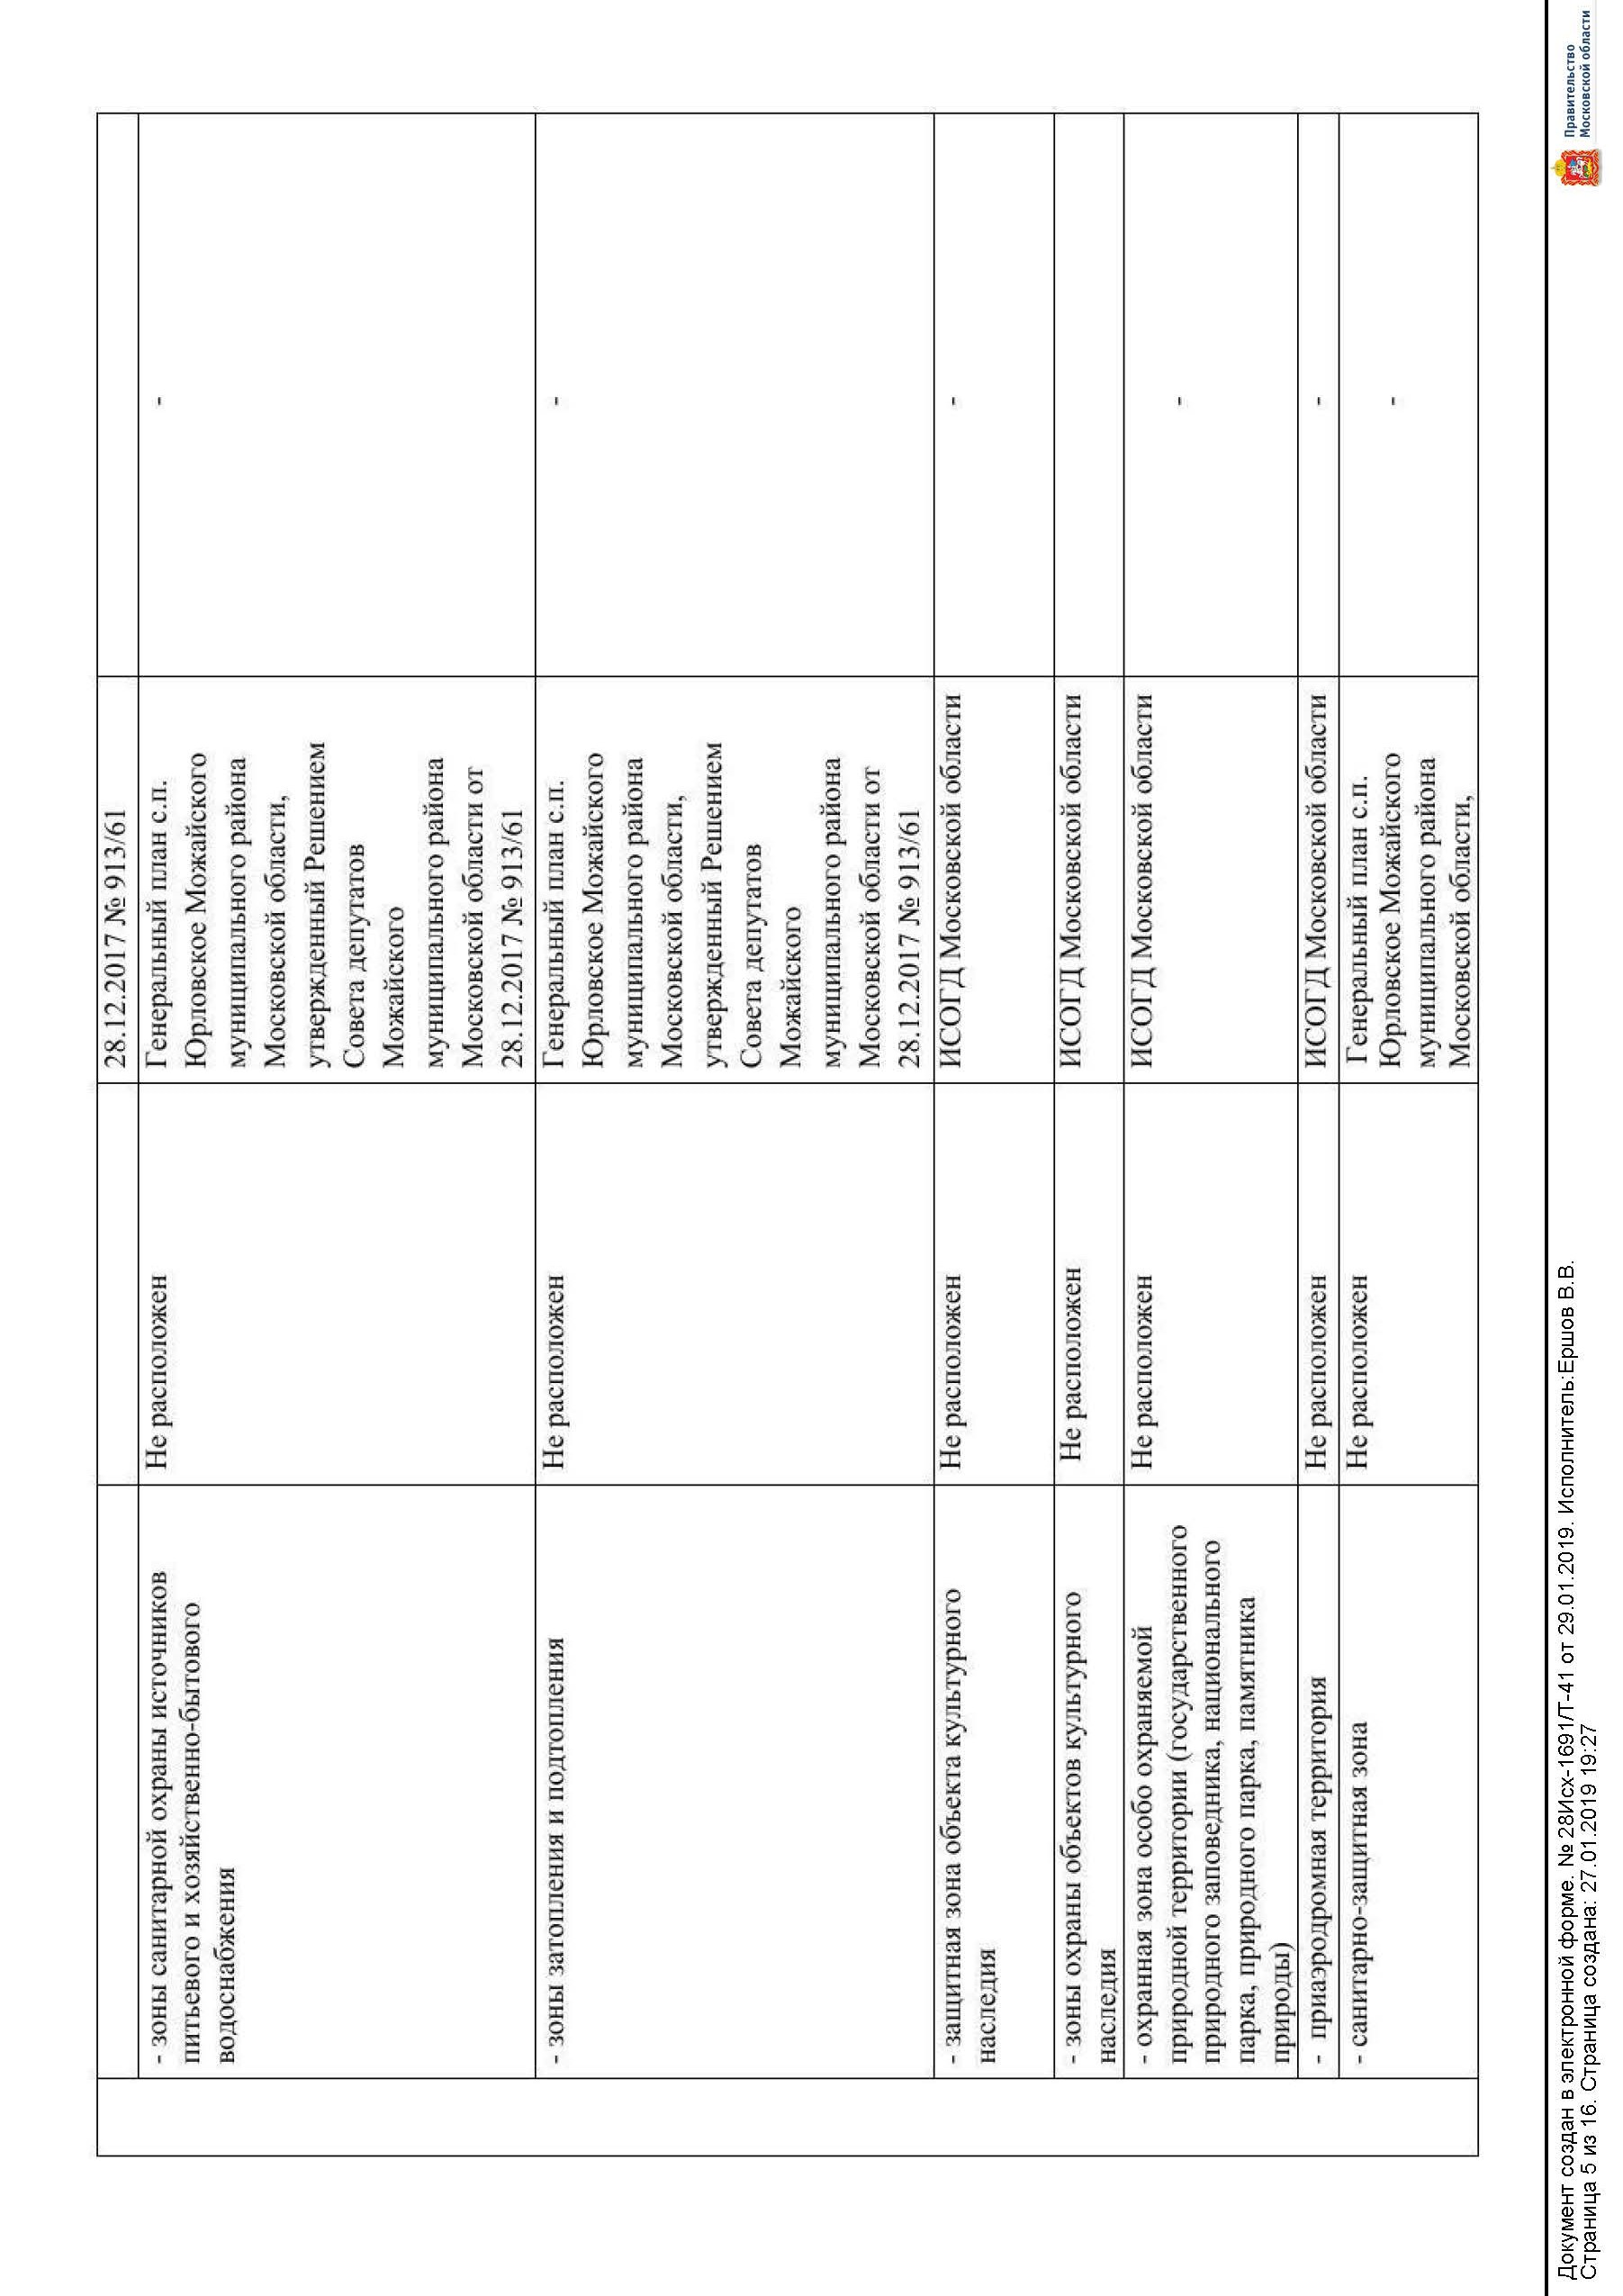 28.12.2017 № 913/61
- зоны санитарной охраны источников
питьевого и хозяйственно-бытового
водоснабжения
Не расположен
Генеральный план с.п.
Юрловское Можайского
муниципального района
Московской области,
утвержденный Решением
Совета депутатов
Можайского
муниципального района
Московской области от
28.12.2017 № 913/61
-
- зоны затопления и подтопления
Не расположен
Генеральный план с.п.
Юрловское Можайского
муниципального района
Московской области,
утвержденный Решением
Совета депутатов
Можайского
муниципального района
Московской области от
28.12.2017 № 913/61
-
- защитная зона объекта культурного
наследия
Не расположен
ИСОГД Московской области
-
- зоны охраны объектов культурного
наследия
Не расположен
ИСОГД Московской области
- охранная зона особо охраняемой
природной территории (государственного
природного заповедника, национального
парка, природного парка, памятника
природы)
Не расположен
ИСОГД Московской области
-
- приаэродромная территория
Не расположен
ИСОГД Московской области
-
- санитарно-защитная зона
Не расположен
Генеральный план с.п.
Юрловское Можайского
муниципального района
Московской области,
-
Документ создан в электронной форме. № 28Исх-1691/Т-41 от 29.01.2019. Исполнитель:Ершов В.В.
Страница 5 из 16. Страница создана: 27.01.2019 19:27
Правительство
Московской области